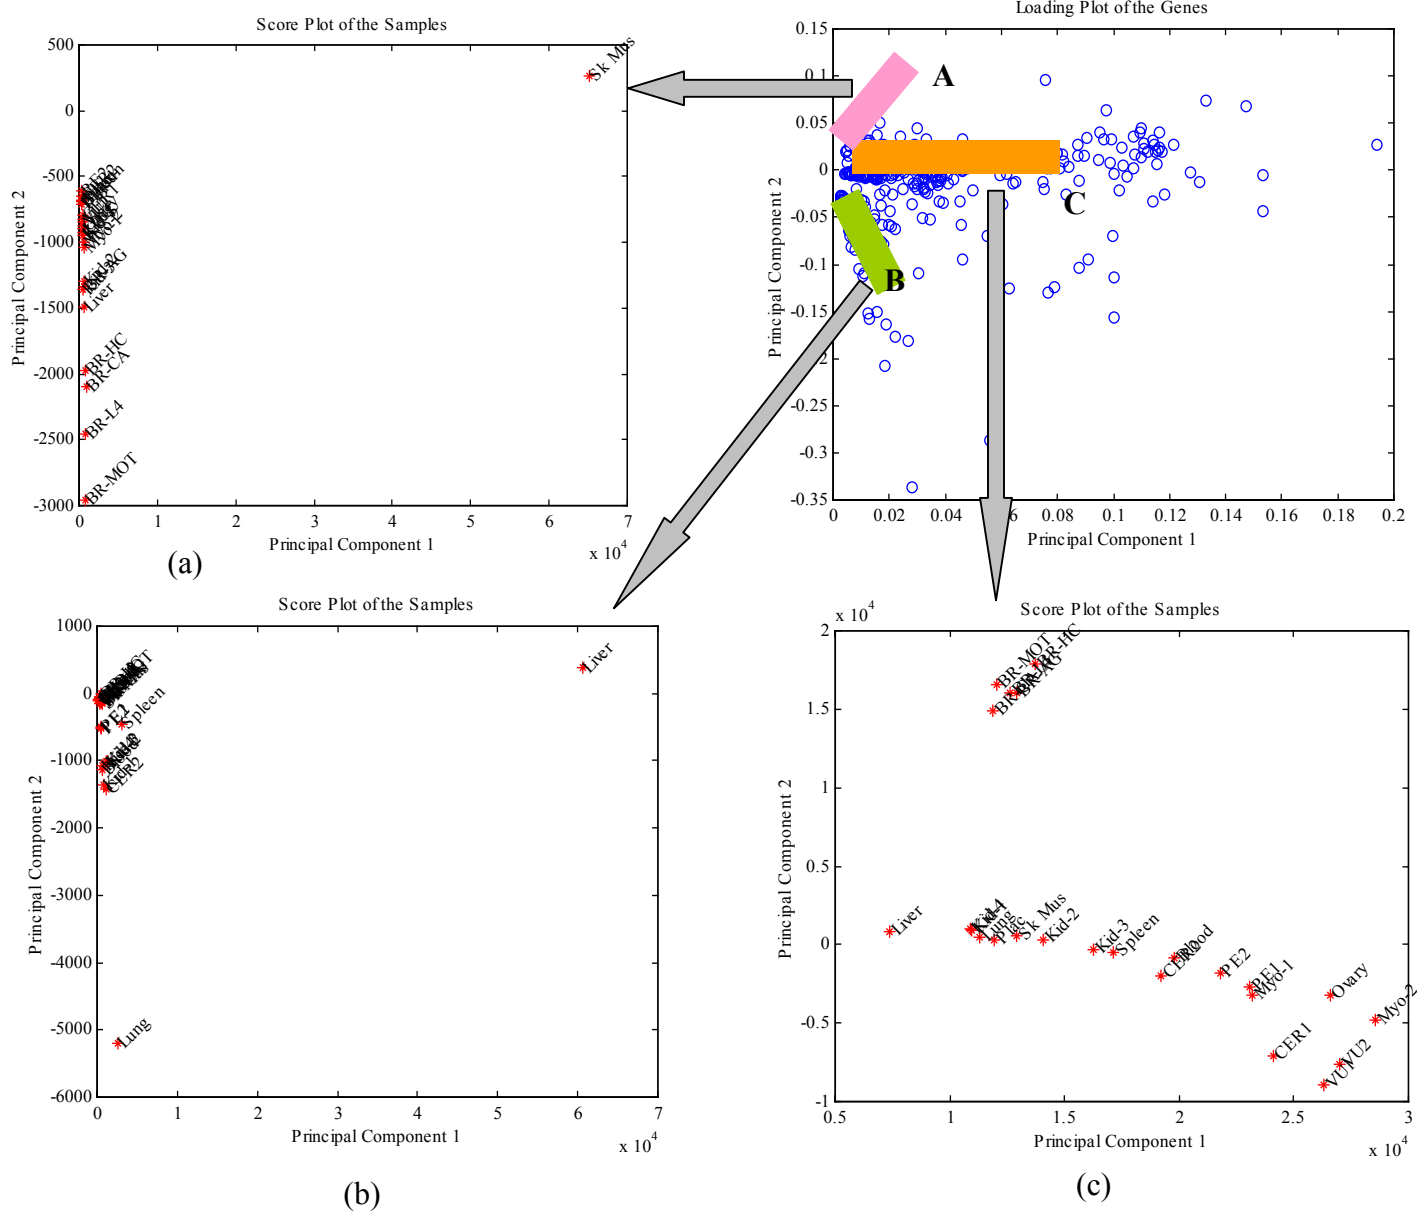 Score Plot of the Samples
500
0
-500
-1000
-1500
-2000
-2500
-3000
Principal Component 2
Sk Mus
Liver
BR-HC
BR-CA
BR-L4
BR-MOT
0 1 2 3 4 5 6 7
Principal Component 1
x 10^4
(a)
Loading Plot of the Genes
0.15
0.1
0.05
0
-0.05
-0.1
-0.15
-0.25
-0.3
-0.35
Principal Component 2
A
B
C
0 0.02 0.04 0.08 0.1 0.12 0.14 0.16 0.18 0.2
Principal Component 1
Score Plot of the Samples
1000
0
-1000
-2000
-3000
-4000
-5000
-6000
Principal Component 2
Liver
Spleen
CER2
Lung
0 1 2 3 4 5 6 7
Principal Component 1
x 10^4
(b)
x 10^4
Score Plot of the Samples
2
1.5
1
0.5
0
-0.5
-1
Principal Component 2
BR-MOT
BR-HC
BR-AG
Liver
Lung
Plac
Sk Mus
Kid-2
Kid-3
Spleen
CER2
Blood
PE2
PE1
Myo-1
Ovary
Myo-2
CER1
VU2
VU1
0.5 1 1.5 2 2.5 3
Principal Component 1
x 10^4
(c)